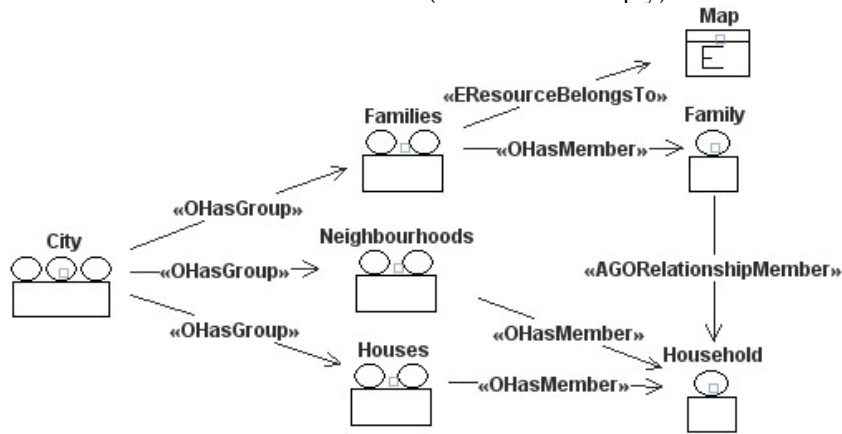 Map
E
«EResourceBelongsTo»
Families
Family
«OHasMember»
«OHasGroup»
City
Neighbourhoods
«OHasGroup»
«AGORelationshipMember»
«OHasGroup»
«OHasMember»
Houses
Household
«OHasMember»